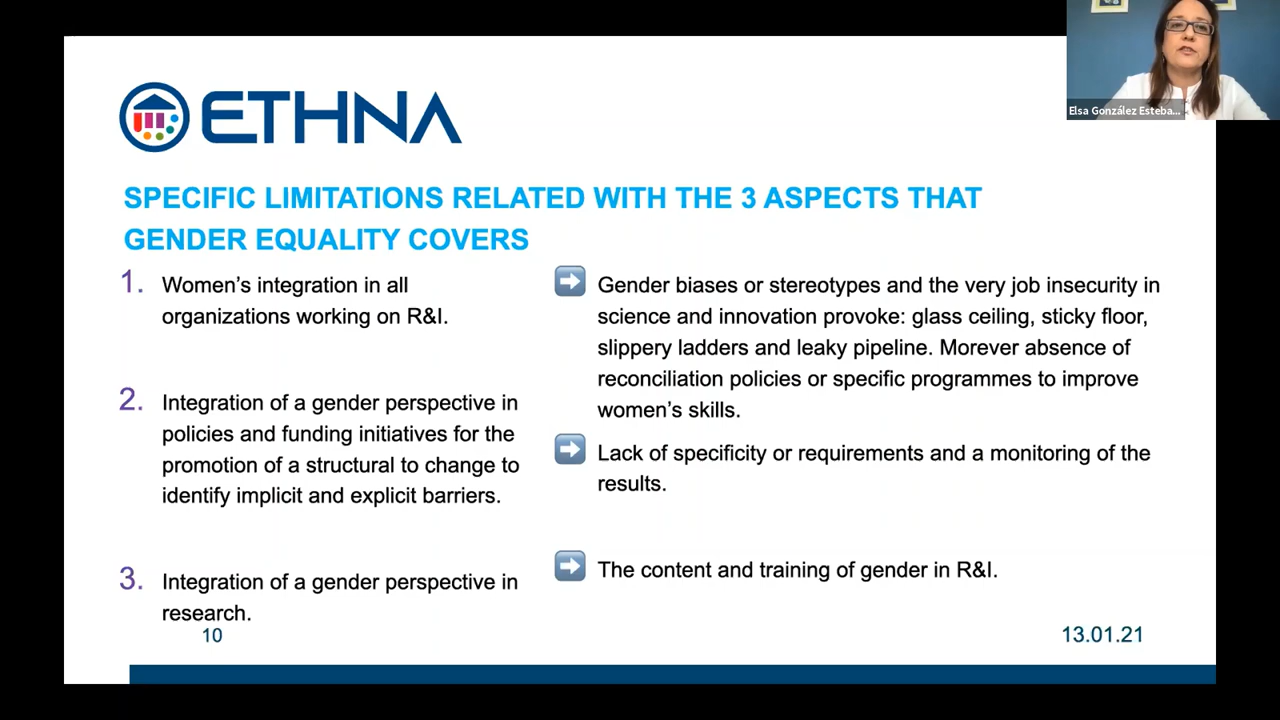 Elsa González Esteba...
ETHNA
SPECIFIC LIMITATIONS RELATED WITH THE 3 ASPECTS THAT
GENDER EQUALITY COVERS
1. Women's integration in all
organizations working on R&I.
Gender biases or stereotypes and the very job insecurity in
science and innovation provoke: glass ceiling, sticky floor,
slippery ladders and leaky pipeline. Morever absence of
reconciliation policies or specific programmes to improve
women's skills.
2. Integration of a gender perspective in
policies and funding initiatives for the
promotion of a structural to change to
identify implicit and explicit barriers.
Lack of specificity or requirements and a monitoring of the
results.
3. Integration of a gender perspective in
research.
The content and training of gender in R&I.
10
13.01.21